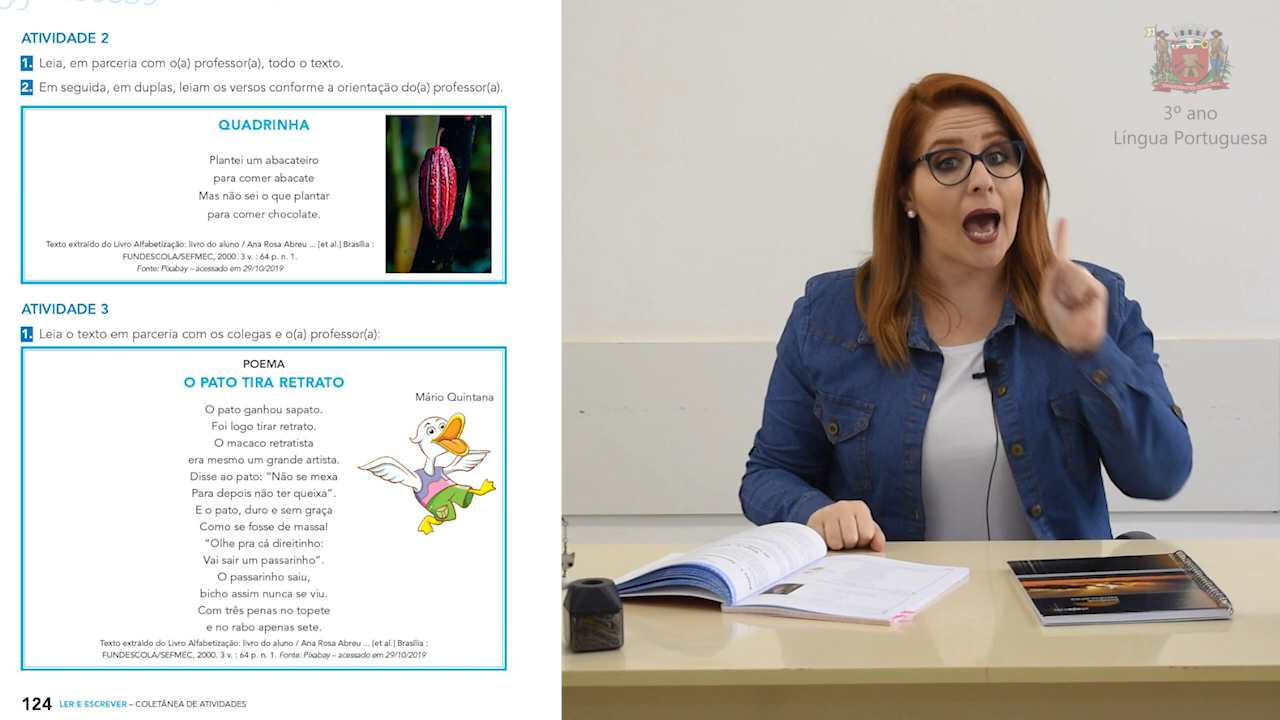 ATIVIDADE 2
1. Leia, em parceria com o(a) professor(a), todo o texto.
2. Em seguida, em duplas, leiam os versos conforme a orientação do(a) professor(a).
QUADRINHA
Plantei um abacateiro
para comer abacate
Mas não sei o que plantar
para comer chocolate.
Texto extraído do Livro Alfabetização: livro do aluno / Ana Rosa Abreu ... [et al.] Brasília :
FUNDESCOLA/SEFMEC, 2000. 3 v. : 64 p. n. 1.
Fonte: Pixabay – acessado em 29/10/2019
ATIVIDADE 3
1. Leia o texto em parceria com os colegas e o(a) professor(a):
POEMA
O PATO TIRA RETRATO
Mário Quintana
O pato ganhou sapato.
Foi logo tirar retrato.
O macaco retratista
era mesmo um grande artista.
Disse ao pato: “Não se mexa
Para depois não ter queixa”.
E o pato, duro e sem graça
Como se fosse de massa!
“Olhe pra cá direitinho:
Vai sair um passarinho”.
O passarinho saiu,
bicho assim nunca se viu.
Com três penas no topete
e no rabo apenas sete.
Texto extraído do Livro Alfabetização: livro do aluno / Ana Rosa Abreu ... [et al.] Brasília :
FUNDESCOLA/SEFMEC, 2000. 3 v. : 64 p. n. 1. Fonte: Pixabay – acessado em 29/10/2019
124 LER E ESCREVER – COLETÂNEA DE ATIVIDADES
3º ano
Língua Portuguesa